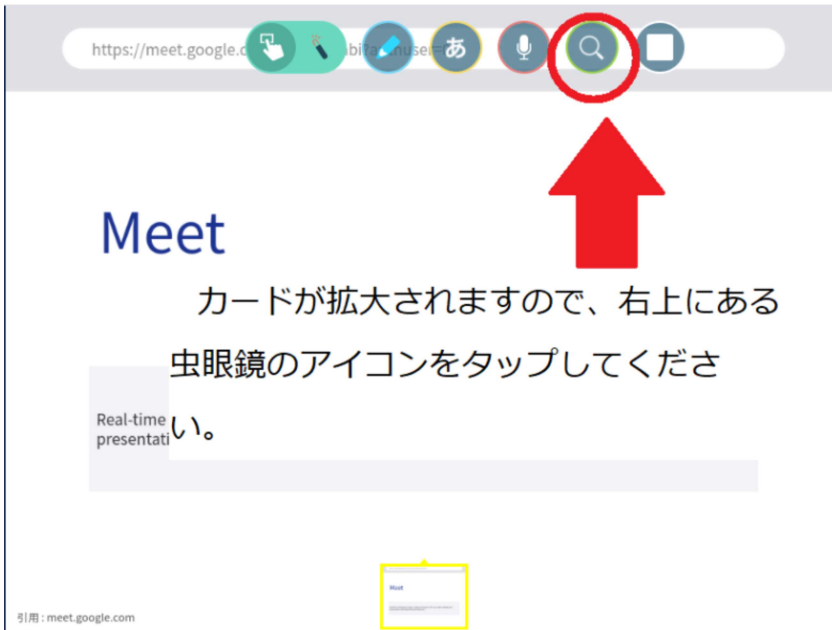 https://meet.google.c
bi?a
nuser=
あ
Meet
カードが拡大されますので、右上にある
虫眼鏡のアイコンをタップしてくださ
い。
Real-time
presentati
Meet
引用 : meet.google.com